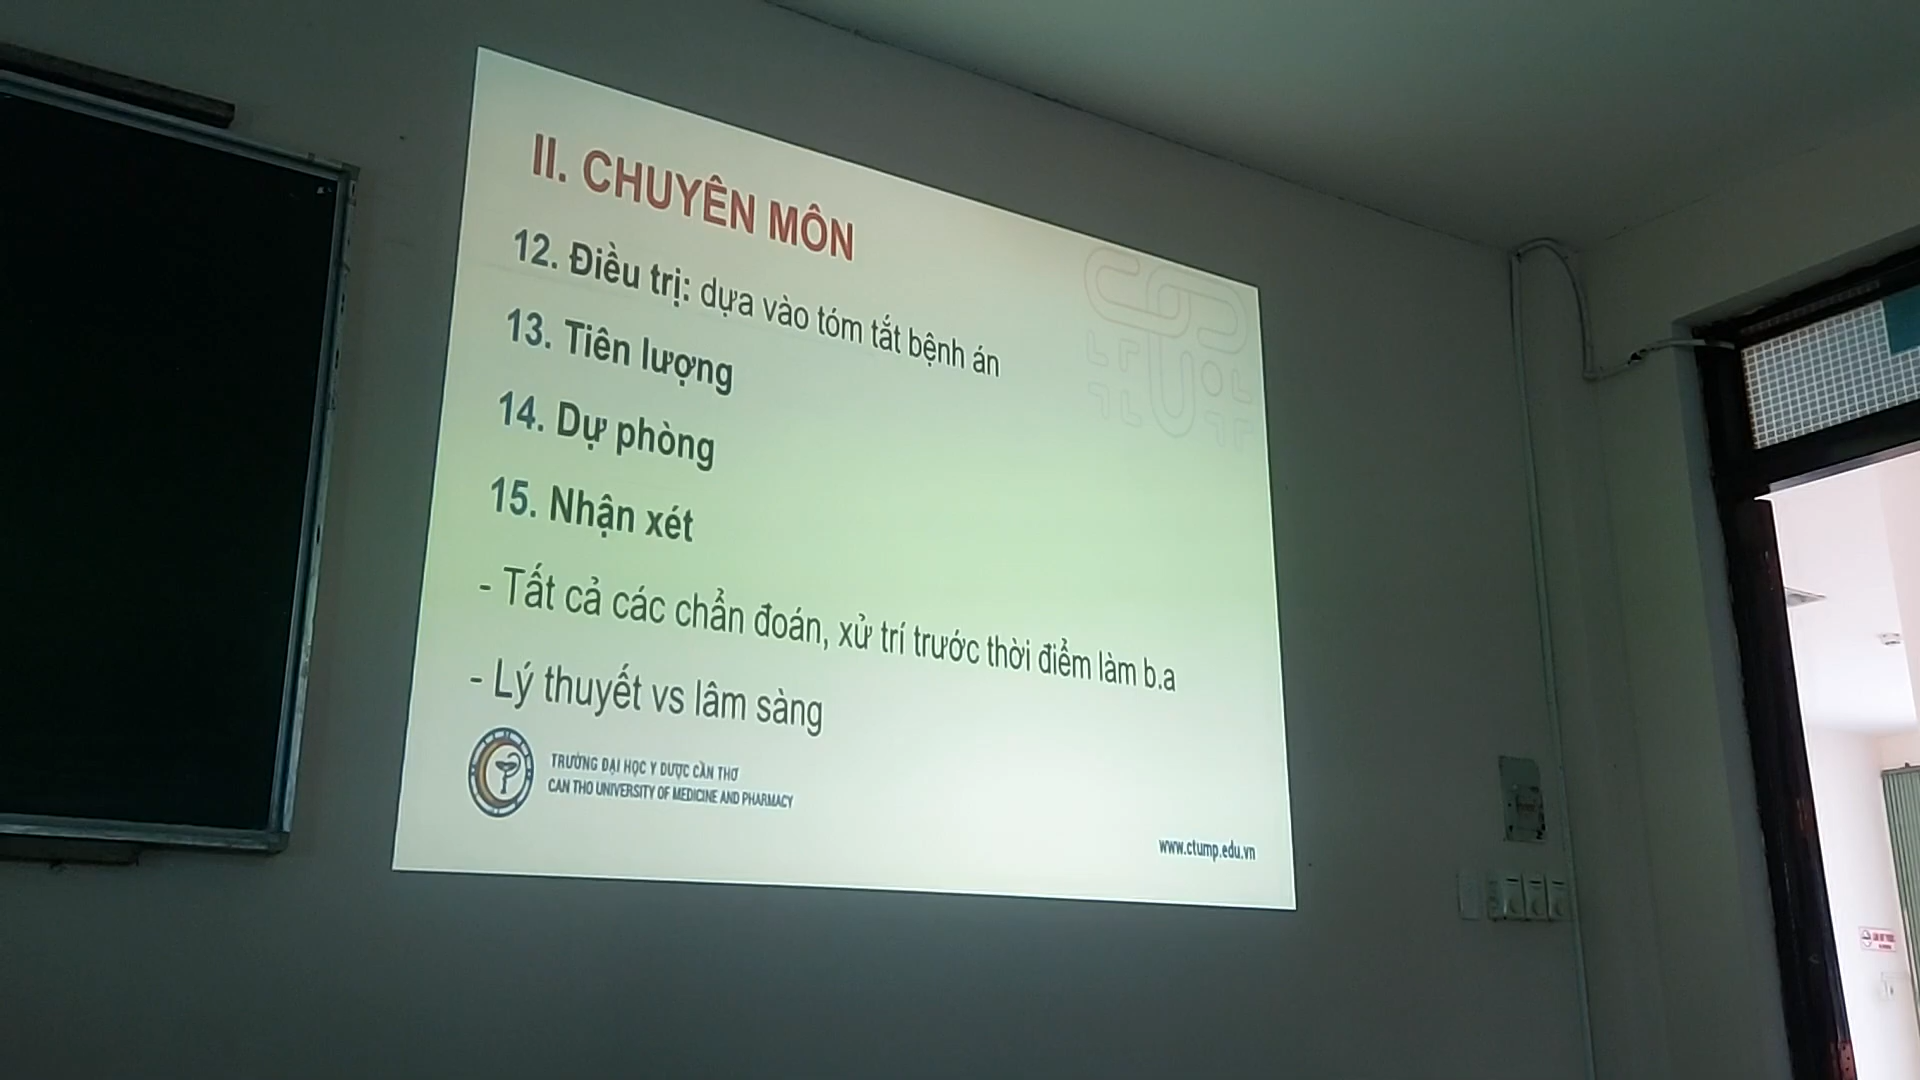 II. CHUYÊN MÔN
12. Điều trị: dựa vào tóm tắt bệnh án
13. Tiên lượng
14. Dự phòng
15. Nhận xét
- Tất cả các chẩn đoán, xử trí trước thời điểm làm b.a
- Lý thuyết vs lâm sàng
TRƯỜNG ĐẠI HỌC Y DƯỢC CẦN THƠ
CAN THO UNIVERSITY OF MEDICINE AND PHARMACY
www.ctump.edu.vn